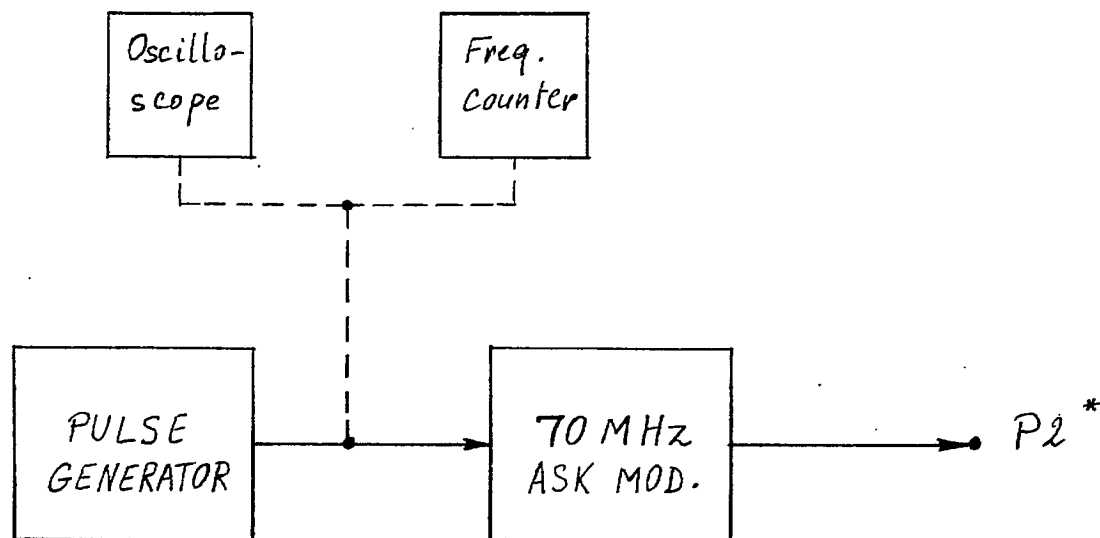 Oscillo-
scope
Freq.
Counter
PULSE
GENERATOR
70 MHz
ASK MOD.
P2*